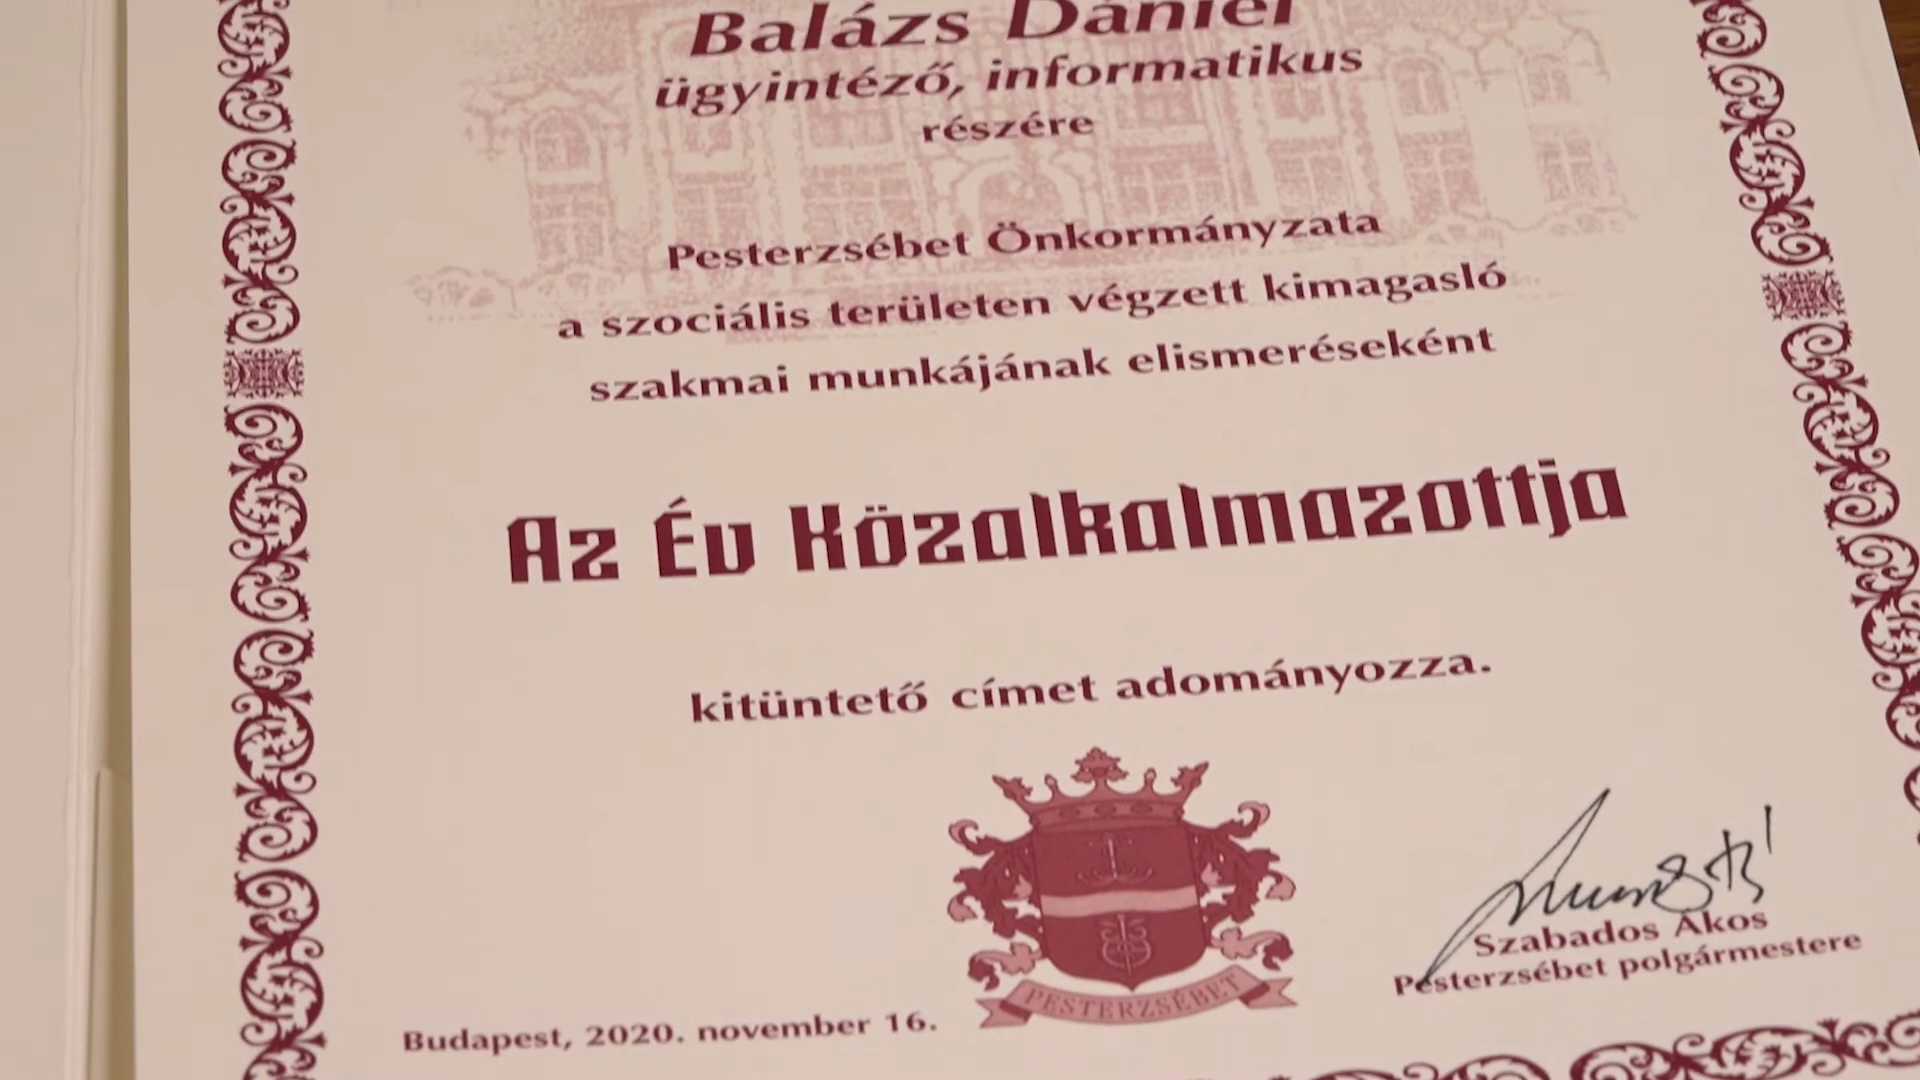 Balázs Dániel
ügyintéző, informatikus
részére
Pesterzsébet Önkormányzata
a szociális területen végzett kimagasló
szakmai munkájának elismeréseként
Az Év Közalkalmazottja
kitüntető címet adományozza.
PESTERZSÉBET
Szabados Ákos
Pesterzsébet polgármestere
Budapest, 2020. november 16.